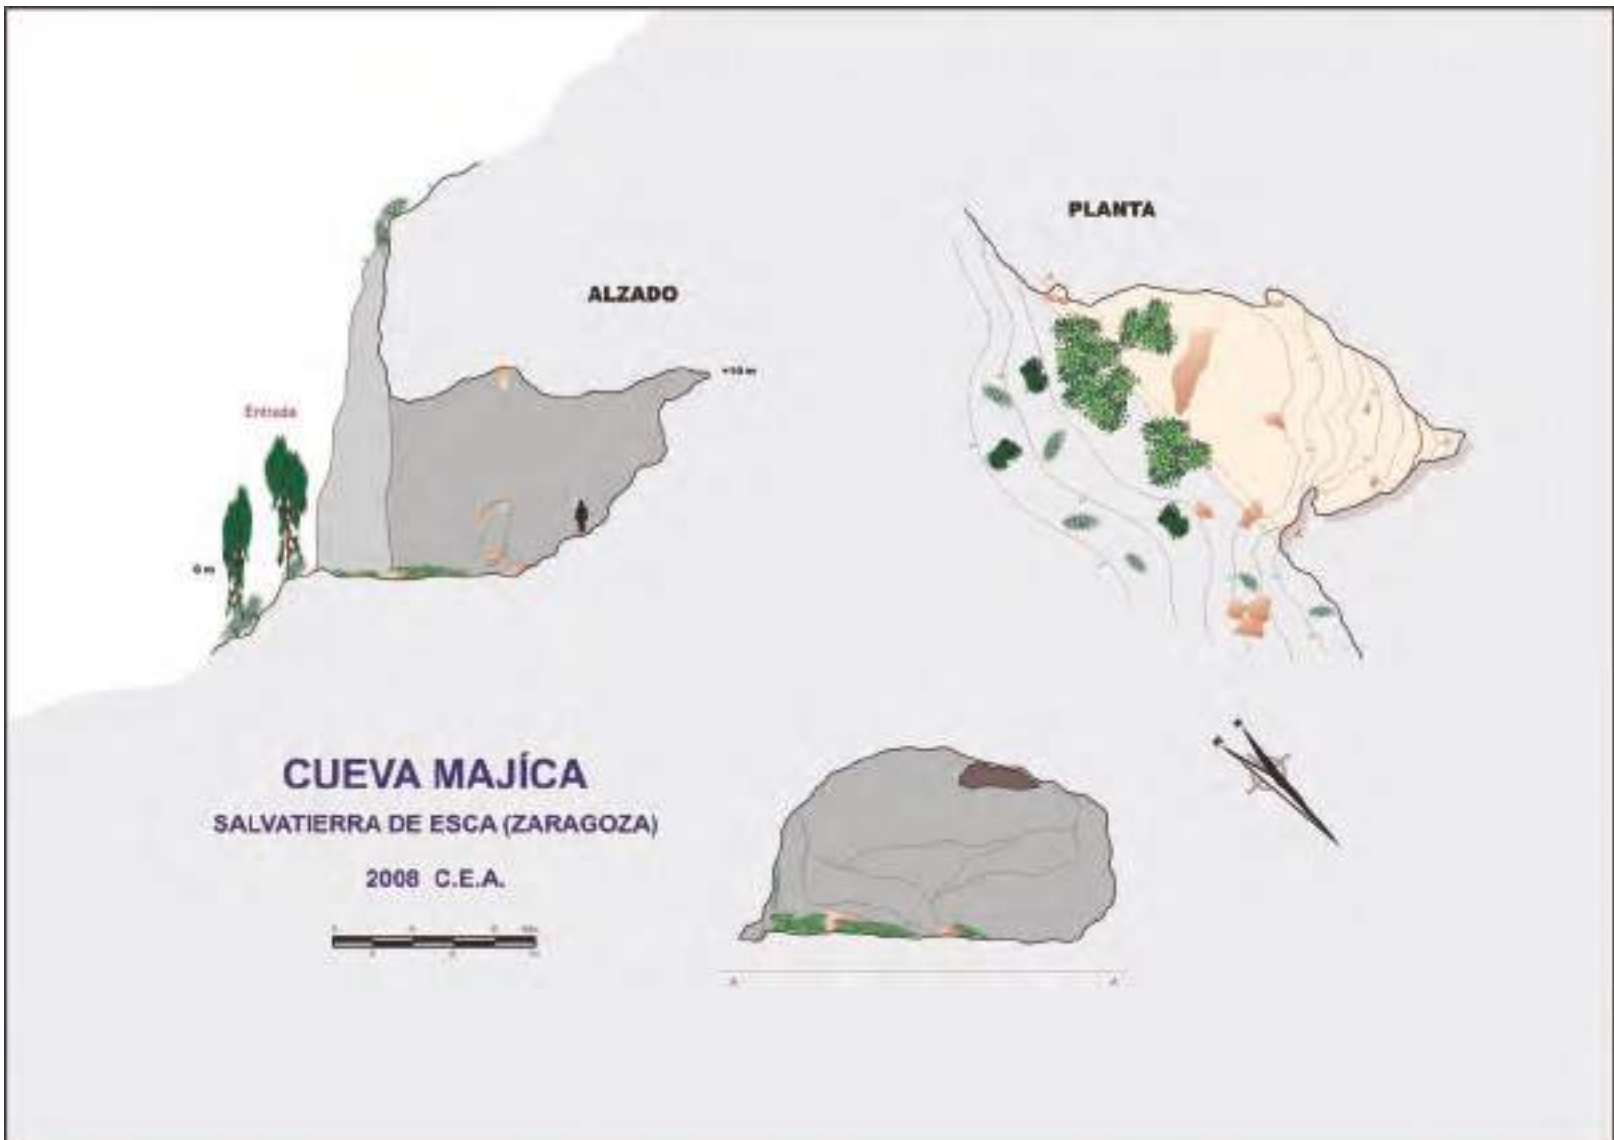 PLANTA
ALZADO
+10 m
Entrada
0 m
CUEVA MAJÍCA
SALVATIERRA DE ESCA (ZARAGOZA)
2008 C.E.A.